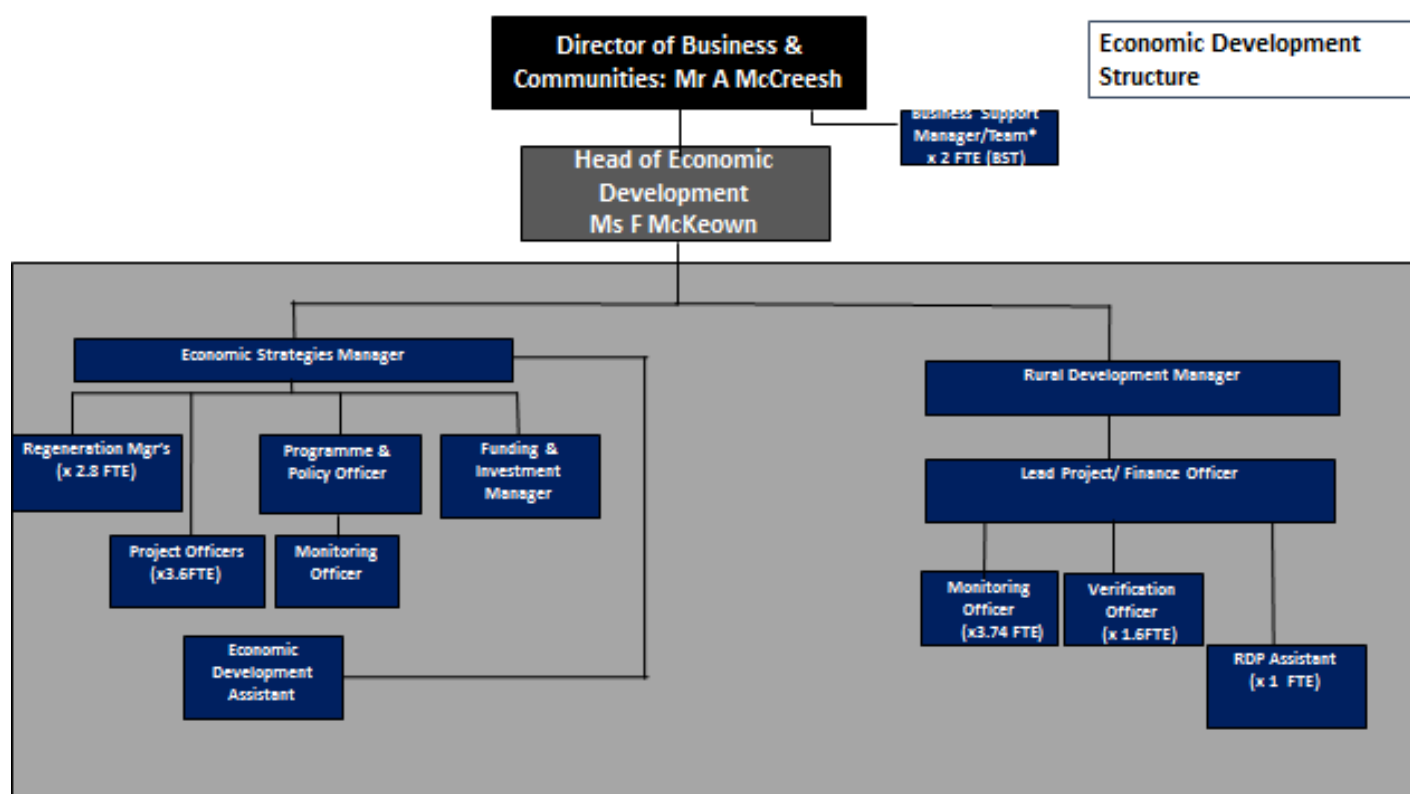 Director of Business &
Communities: Mr A McCreesh
Economic Development
Structure
Business Support
Manager/Team*
x 2 FTE (BST)
Head of Economic
Development
Ms F McKeown
Economic Strategies Manager
Rural Development Manager
Regeneration Mgr's
(x 2.8 FTE)
Programme &
Policy Officer
Funding &
Investment
Manager
Lead Project/ Finance Officer
Project Officers
(x3.6FTE)
Monitoring
Officer
Monitoring
Officer
(x3.74 FTE)
Verification
Officer
(x 1.6FTE)
Economic
Development
Assistant
RDP Assistant
(x 1 FTE)